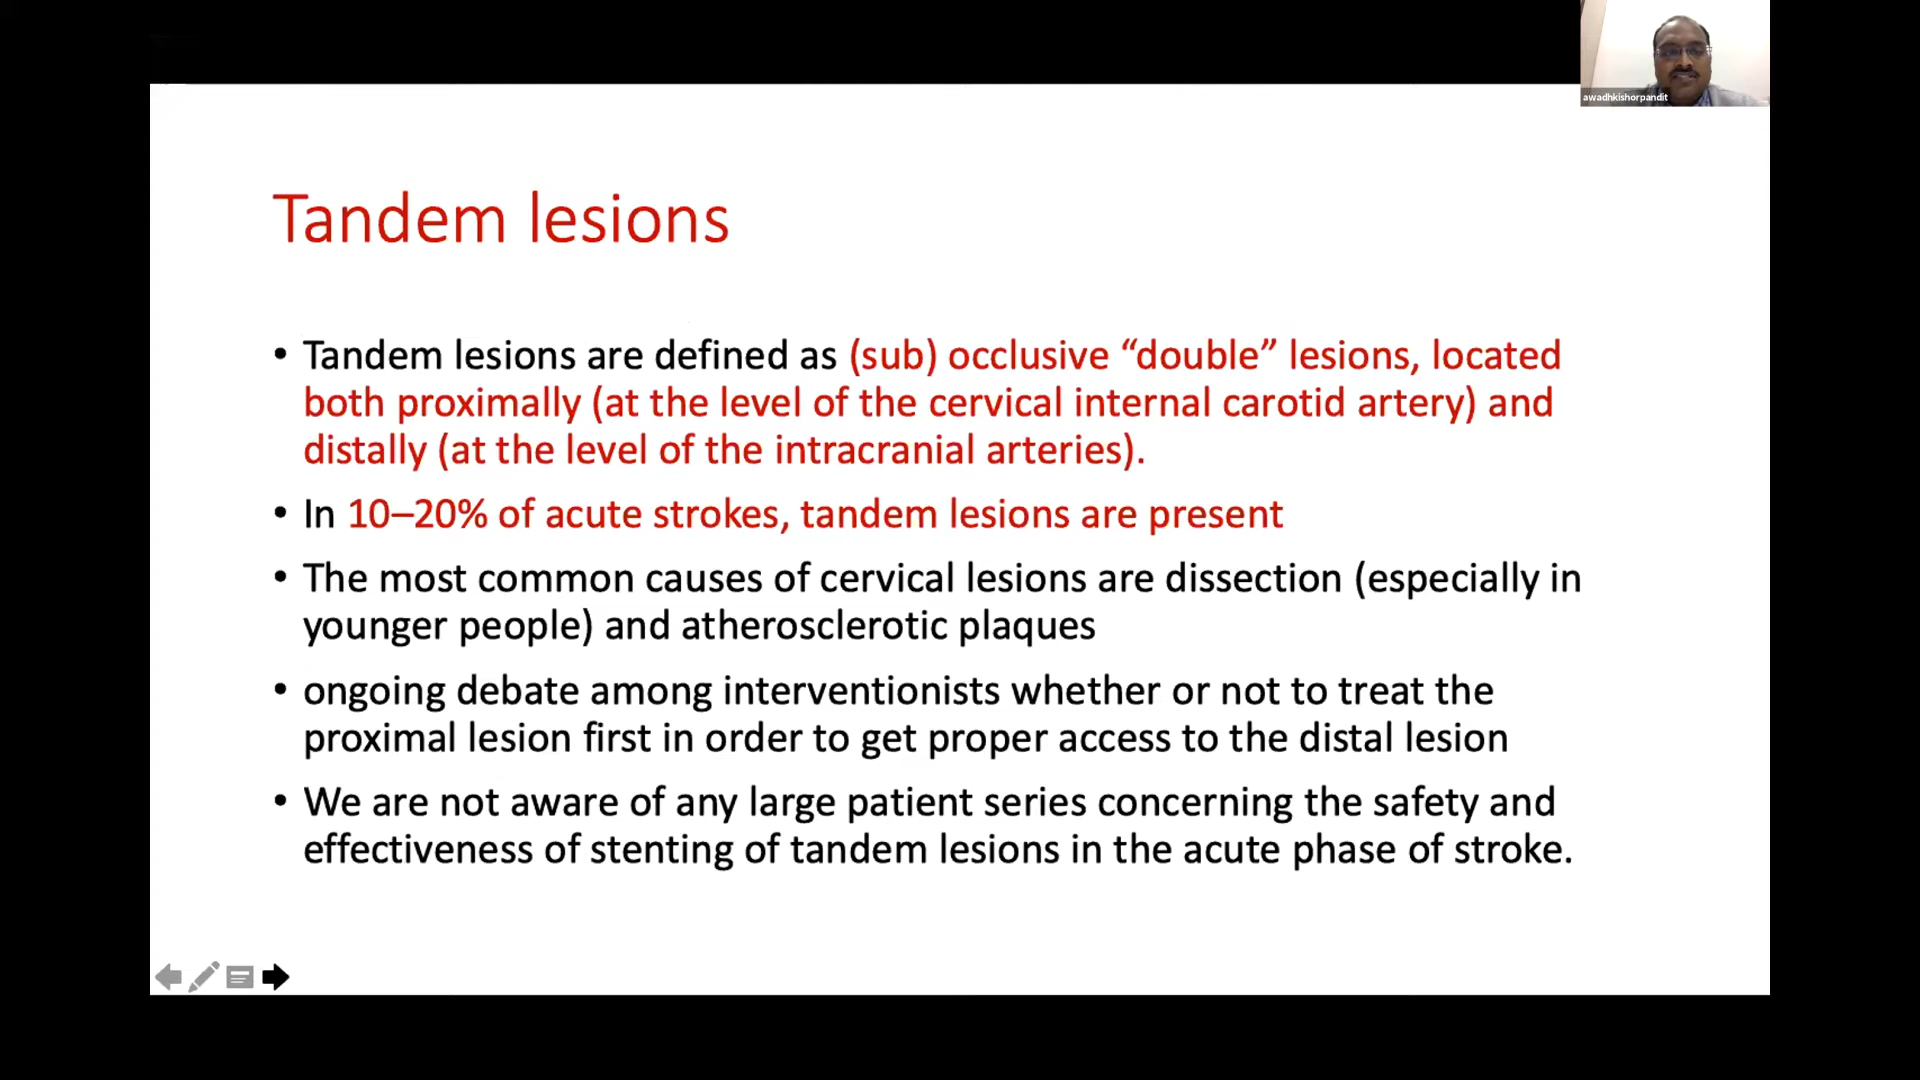 awadhkishorpandit
Tandem lesions
• Tandem lesions are defined as (sub) occlusive “double” lesions, located
both proximally (at the level of the cervical internal carotid artery) and
distally (at the level of the intracranial arteries).
• In 10–20% of acute strokes, tandem lesions are present
• The most common causes of cervical lesions are dissection (especially in
younger people) and atherosclerotic plaques
• ongoing debate among interventionists whether or not to treat the
proximal lesion first in order to get proper access to the distal lesion
• We are not aware of any large patient series concerning the safety and
effectiveness of stenting of tandem lesions in the acute phase of stroke.